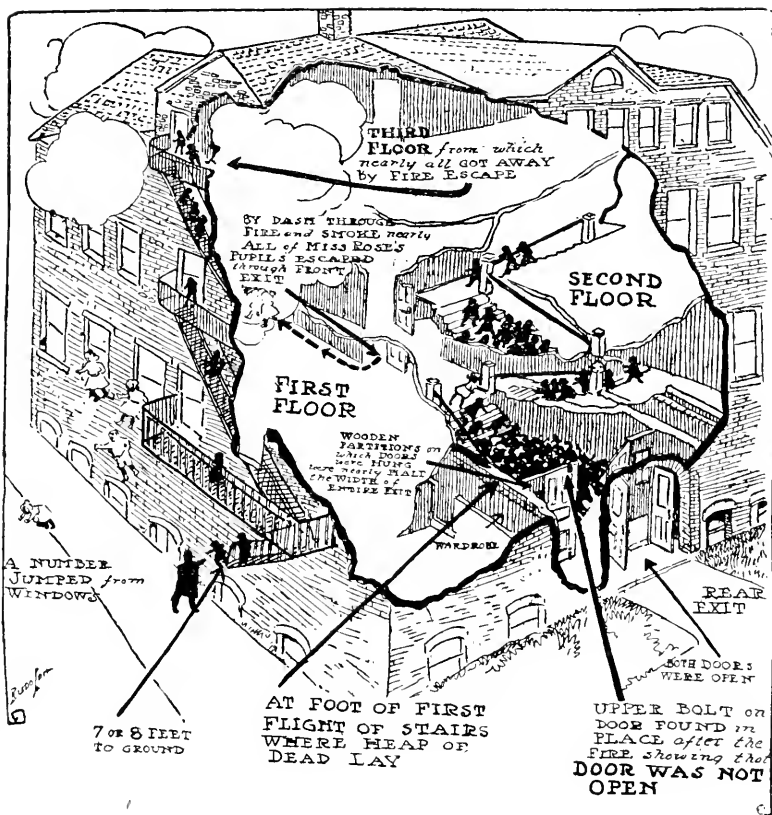 THIRD
FLOOR from which
nearly all GOT AWAY
by FIRE ESCAPE
BY DASH THROUGH
FIRE and SMOKE nearly
ALL of MISS ROSE'S
PUPILS ESCAPED
through FRONT
EXIT
SECOND
FLOOR
FIRST
FLOOR
WOODEN
PARTITIONS on
which DOORS
were HUNG
were nearly HALF
the WIDTH of
ENTIRE EXIT
WARDROBE
A NUMBER
JUMPED from
WINDOWS
REAR
EXIT
BOTH DOORS
WERE OPEN
7 OR 8 FEET
TO GROUND
AT FOOT OF FIRST
FLIGHT OF STAIRS
WHERE HEAP OF
DEAD LAY
UPPER BOLT on
DOOR FOUND in
PLACE after the
FIRE showing that
DOOR WAS NOT
OPEN